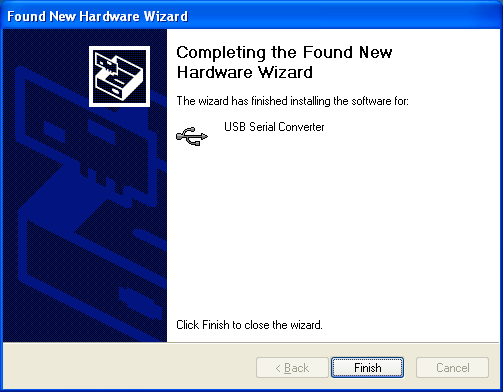 Found New Hardware Wizard
Completing the Found New
Hardware Wizard
The wizard has finished installing the software for:
USB Serial Converter
Click Finish to close the wizard.
< Back
Finish
Cancel